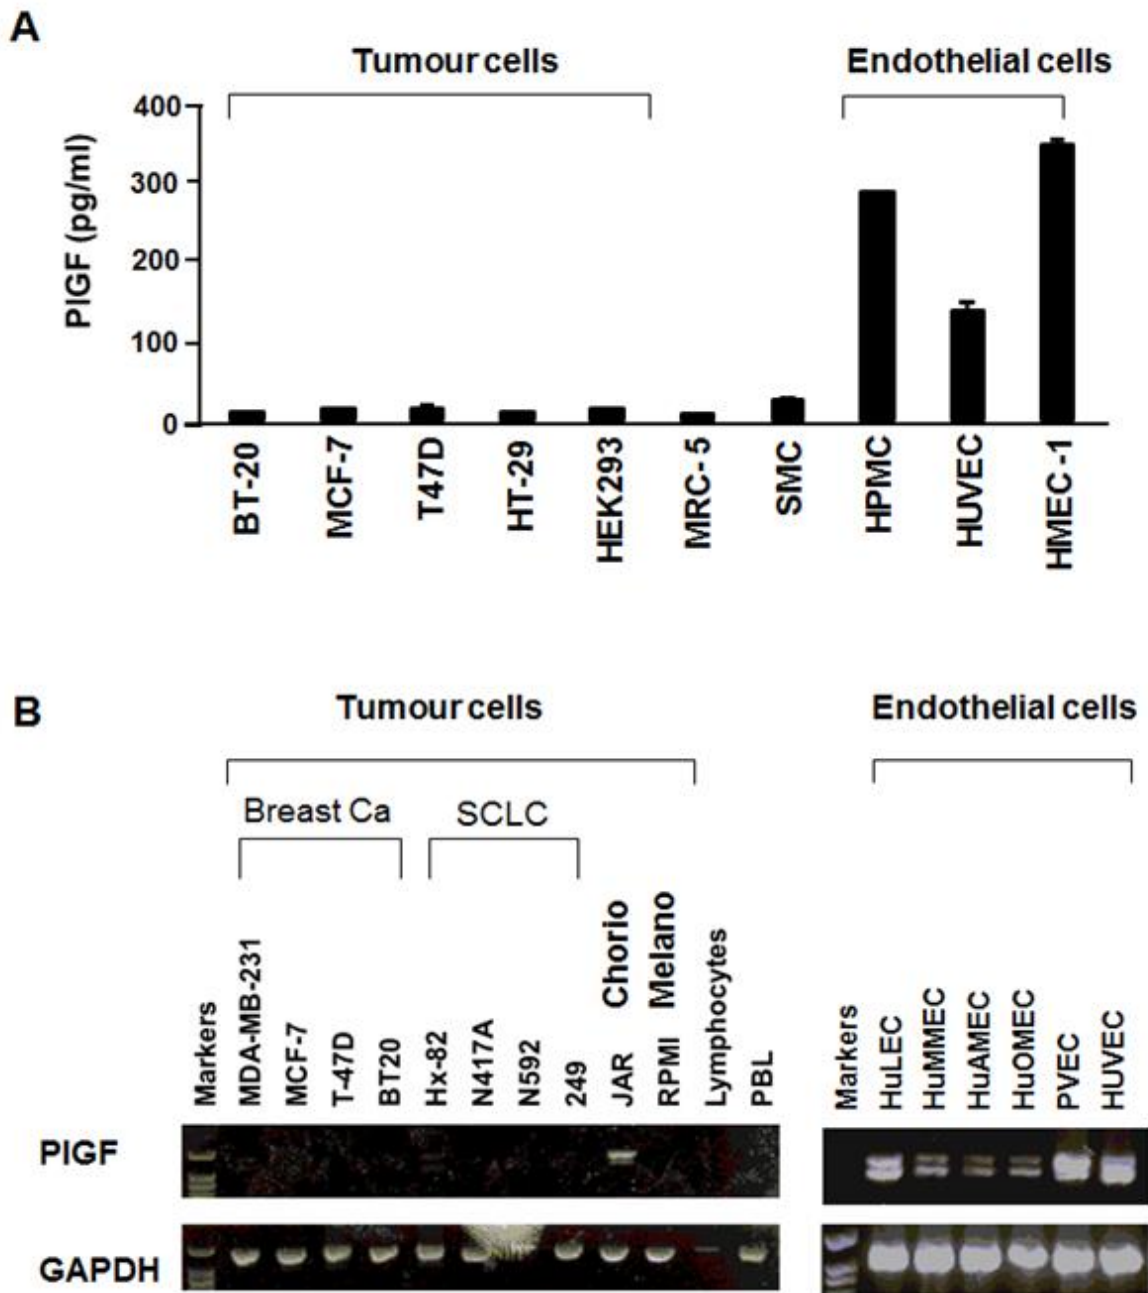 A
Tumour cells
Endothelial cells
PIGF (pg/ml)
400
300
200
100
0
BT-20
MCF-7
T47D
HT-29
HEK293
MRC-5
SMC
HPMC
HUVEC
HMEC-1
B
Tumour cells
Endothelial cells
Breast Ca
SCLC
Markers
MDA-MB-231
MCF-7
T-47D
BT20
Hx-82
N417A
N592
249
Chorio
JAR
Melano
RPMI
Lymphocytes
PBL
Markers
HuLEC
HuMMEC
HuAMEC
HuOMEC
PVEC
HUVEC
PIGF
GAPDH